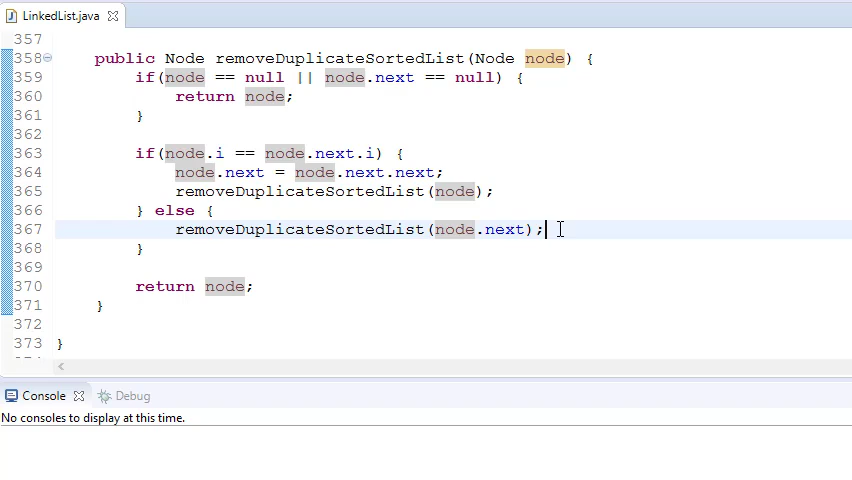 LinkedList.java
357
358 public Node removeDuplicateSortedList(Node node) {
359 if(node == null || node.next == null) {
360 return node;
361 }
362
363 if(node.i == node.next.i) {
364 node.next = node.next.next;
365 removeDuplicateSortedList(node);
366 } else {
367 removeDuplicateSortedList(node.next);
368 }
369
370 return node;
371 }
372
373 }
Console Debug
No consoles to display at this time.